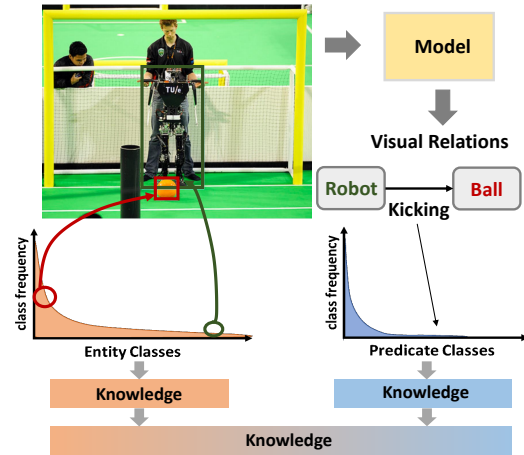 Model
TU/e
Visual Relations
Robot
Ball
Kicking
class frequency
Entity Classes
class frequency
Predicate Classes
Knowledge
Knowledge
Knowledge